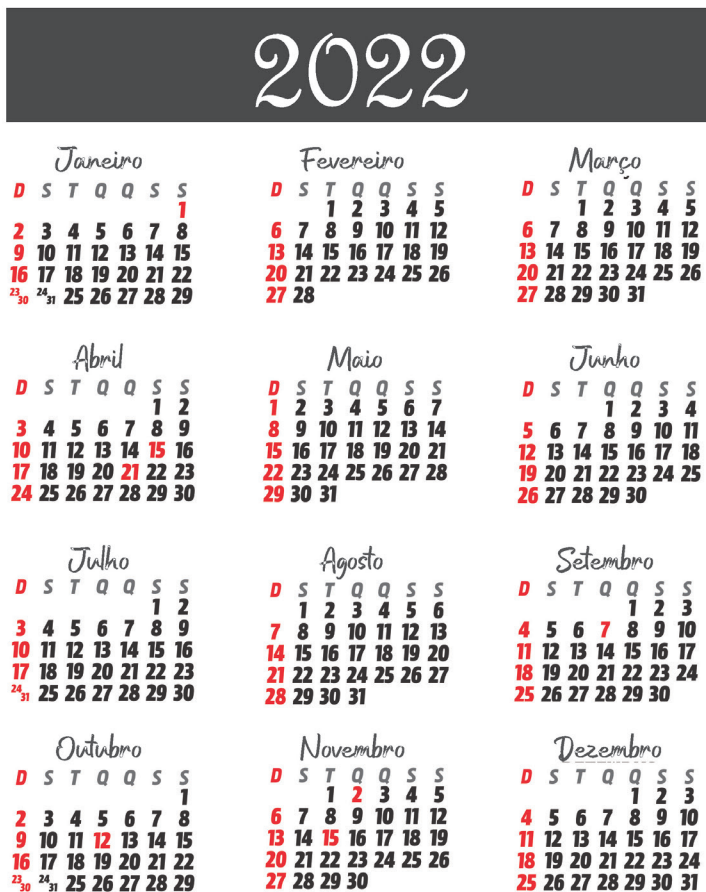 2022
Janeiro
D S T Q Q S S
1
2 3 4 5 6 7 8
9 10 11 12 13 14 15
16 17 18 19 20 21 22
23 30 24 31 25 26 27 28 29
Fevereiro
D S T Q Q S S
1 2 3 4 5
6 7 8 9 10 11 12
13 14 15 16 17 18 19
20 21 22 23 24 25 26
27 28
Março
D S T Q Q S S
1 2 3 4 5
6 7 8 9 10 11 12
13 14 15 16 17 18 19
20 21 22 23 24 25 26
27 28 29 30 31
Abril
D S T Q Q S S
1 2
3 4 5 6 7 8 9
10 11 12 13 14 15 16
17 18 19 20 21 22 23
24 25 26 27 28 29 30
Maio
D S T Q Q S S
1 2 3 4 5 6 7
8 9 10 11 12 13 14
15 16 17 18 19 20 21
22 23 24 25 26 27 28
29 30 31
Junho
D S T Q Q S S
1 2 3 4
5 6 7 8 9 10 11
12 13 14 15 16 17 18
19 20 21 22 23 24 25
26 27 28 29 30
Julho
D S T Q Q S S
1 2
3 4 5 6 7 8 9
10 11 12 13 14 15 16
17 18 19 20 21 22 23
24 31 25 26 27 28 29 30
Agosto
D S T Q Q S S
1 2 3 4 5 6
7 8 9 10 11 12 13
14 15 16 17 18 19 20
21 22 23 24 25 26 27
28 29 30 31
Setembro
D S T Q Q S S
1 2 3
4 5 6 7 8 9 10
11 12 13 14 15 16 17
18 19 20 21 22 23 24
25 26 27 28 29 30
Outubro
D S T Q Q S S
1
2 3 4 5 6 7 8
9 10 11 12 13 14 15
16 17 18 19 20 21 22
23 30 24 31 25 26 27 28 29
Novembro
D S T Q Q S S
1 2 3 4 5
6 7 8 9 10 11 12
13 14 15 16 17 18 19
20 21 22 23 24 25 26
27 28 29 30
Dezembro
D S T Q Q S S
1 2 3
4 5 6 7 8 9 10
11 12 13 14 15 16 17
18 19 20 21 22 23 24
25 26 27 28 29 30 31